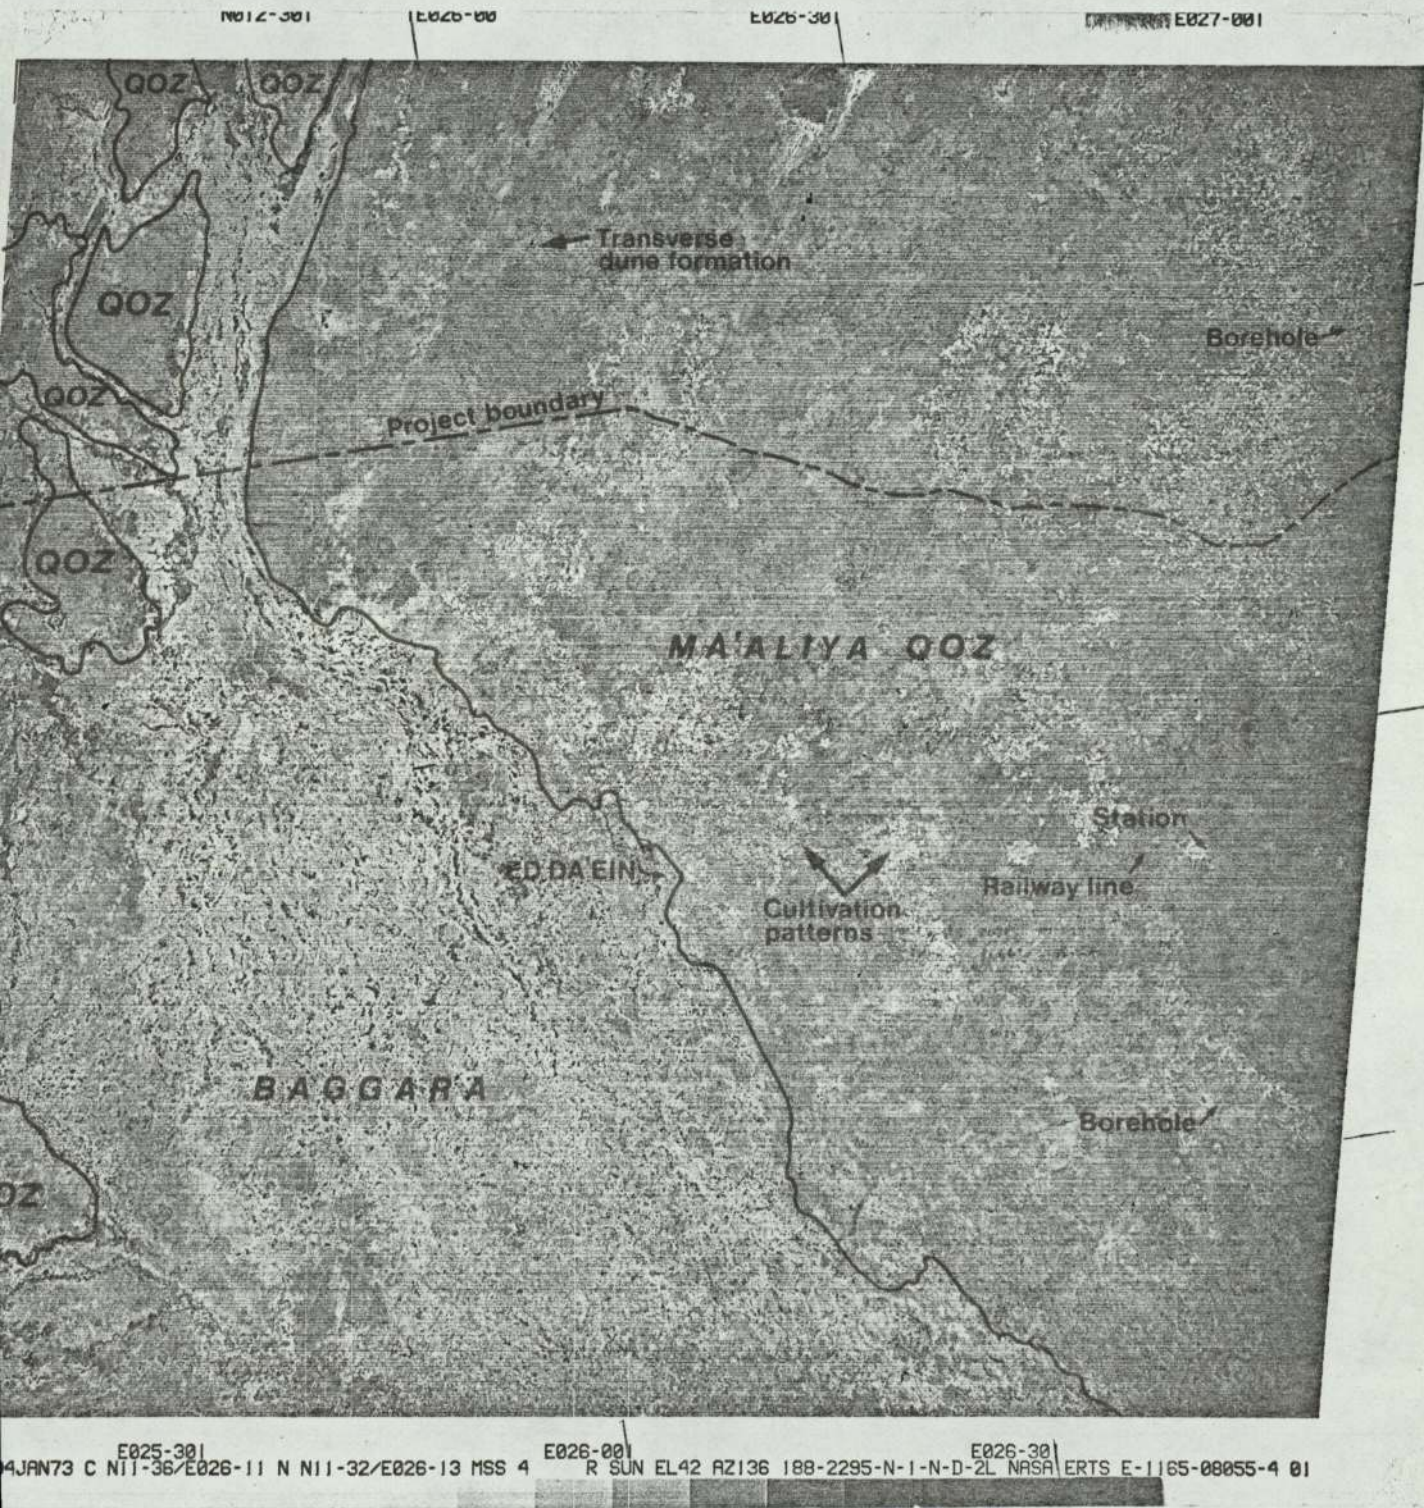 N012-30| |E026-00 E026-30| E027-00|
QOZ QOZ
Transverse
dune formation
QOZ
Borehole
QOZ
Project boundary
QOZ
MA'ALIYA QOZ
Station
ED DA'EIN
Railway line
Cultivation
patterns
BAGGARA
Borehole
OZ
E025-30| E026-00| E026-30|
4JAN73 C N11-36/E026-11 N N11-32/E026-13 MSS 4 R SUN EL42 AZ136 188-2295-N-1-N-D-2L NASA ERTS E-1165-08055-4 01